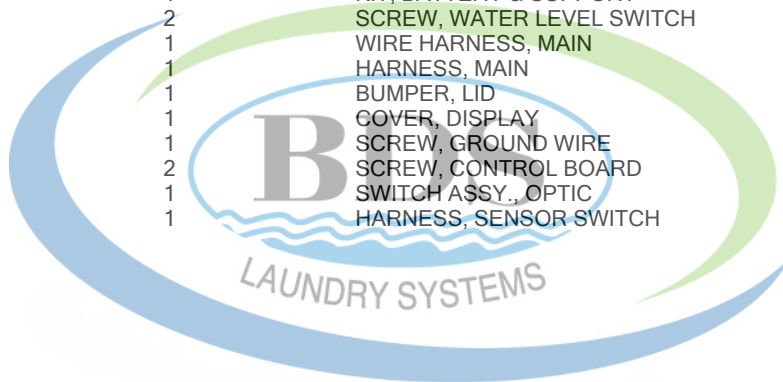 2 SCREW, WATER LEVEL SWITCH
1 WIRE HARNESS, MAIN
1 HARNESS, MAIN
1 BUMPER, LID
1 COVER, DISPLAY
1 SCREW, GROUND WIRE
2 SCREW, CONTROL BOARD
1 SWITCH ASSY., OPTIC
1 HARNESS, SENSOR SWITCH
BDS
LAUNDRY SYSTEMS